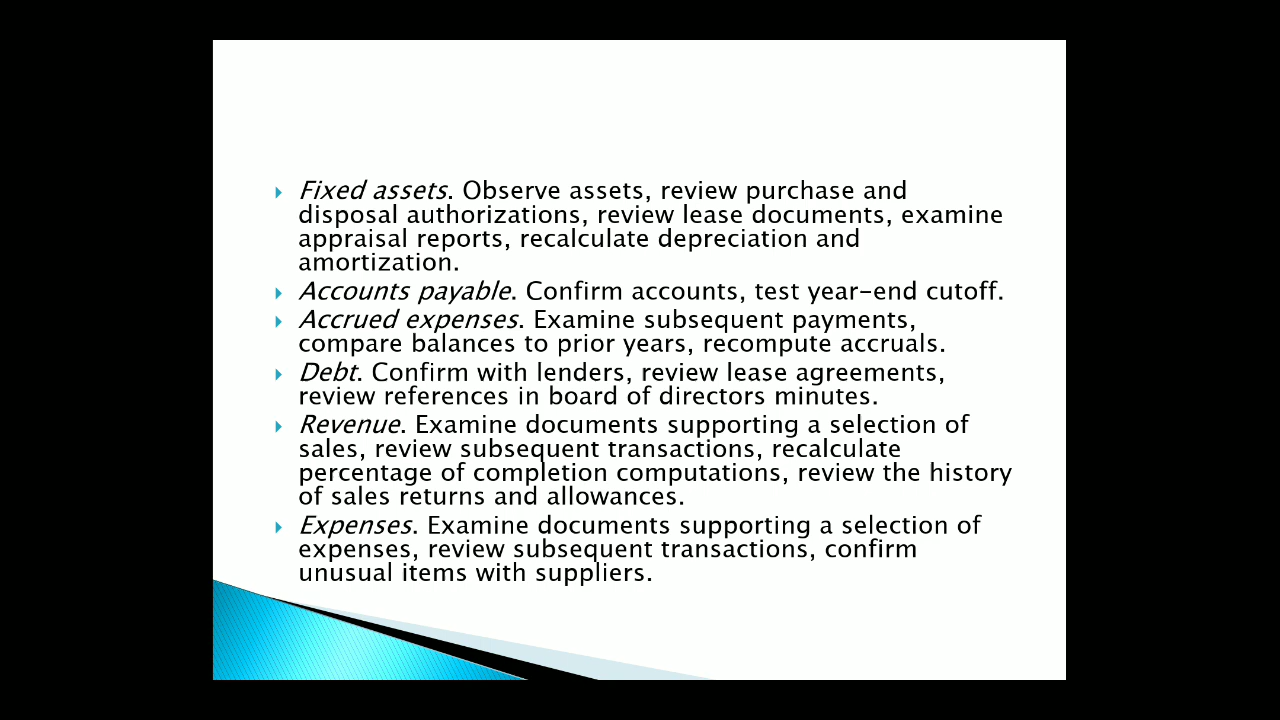 Fixed assets. Observe assets, review purchase and
disposal authorizations, review lease documents, examine
appraisal reports, recalculate depreciation and
amortization.
Accounts payable. Confirm accounts, test year-end cutoff.
Accrued expenses. Examine subsequent payments,
compare balances to prior years, recompute accruals.
Debt. Confirm with lenders, review lease agreements,
review references in board of directors minutes.
Revenue. Examine documents supporting a selection of
sales, review subsequent transactions, recalculate
percentage of completion computations, review the history
of sales returns and allowances.
Expenses. Examine documents supporting a selection of
expenses, review subsequent transactions, confirm
unusual items with suppliers.